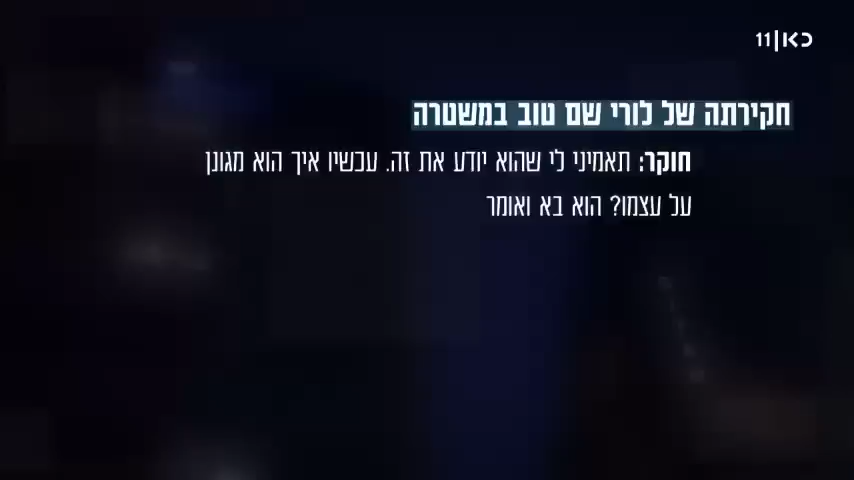 כאן|11
חקירתה של לורי שם טוב במשטרה
חוקר: תאמיני לי שהוא יודע את זה. עכשיו איך הוא מגונן
על עצמו? הוא בא ואומר